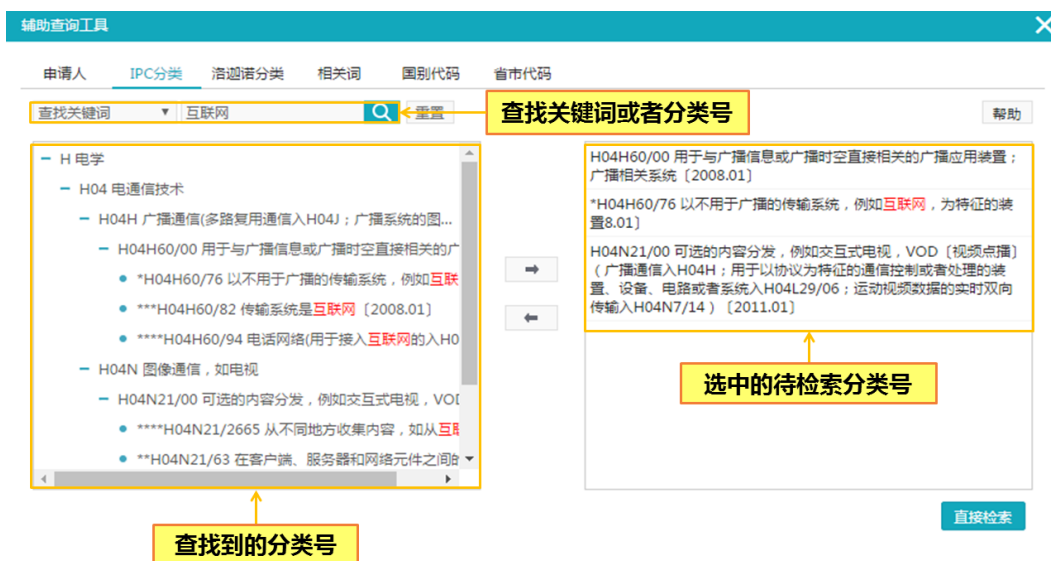 辅助查询工具
申请人 IPC分类 洛迦诺分类 相关词 国别代码 省市代码
查找关键词 互联网 重置 查找关键词或者分类号 帮助
H 电学
H04 电通信技术
H04H 广播通信(多路复用通信入H04J；广播系统的图...
H04H60/00 用于与广播信息或广播时空直接相关的广
*H04H60/76 以不用于广播的传输系统，例如互联
***H04H60/82 传输系统是互联网〔2008.01〕
****H04H60/94 电话网络(用于接入互联网的入H0
H04N 图像通信，如电视
H04N21/00 可选的内容分发，例如交互式电视，VOD
****H04N21/2665 从不同地方收集内容，如从互联
**H04N21/63 在客户端、服务器和网络元件之间的
H04H60/00 用于与广播信息或广播时空直接相关的广播应用装置；
广播相关系统〔2008.01〕
*H04H60/76 以不用于广播的传输系统，例如互联网，为特征的装
置8.01〕
H04N21/00 可选的内容分发，例如交互式电视，VOD〔视频点播〕
（广播通信入H04H；用于以协议为特征的通信控制或者处理的装
置、设备、电路或者系统入H04L29/06；运动视频数据的实时双向
传输入H04N7/14）〔2011.01〕
选中的待检索分类号
直接检索
查找到的分类号